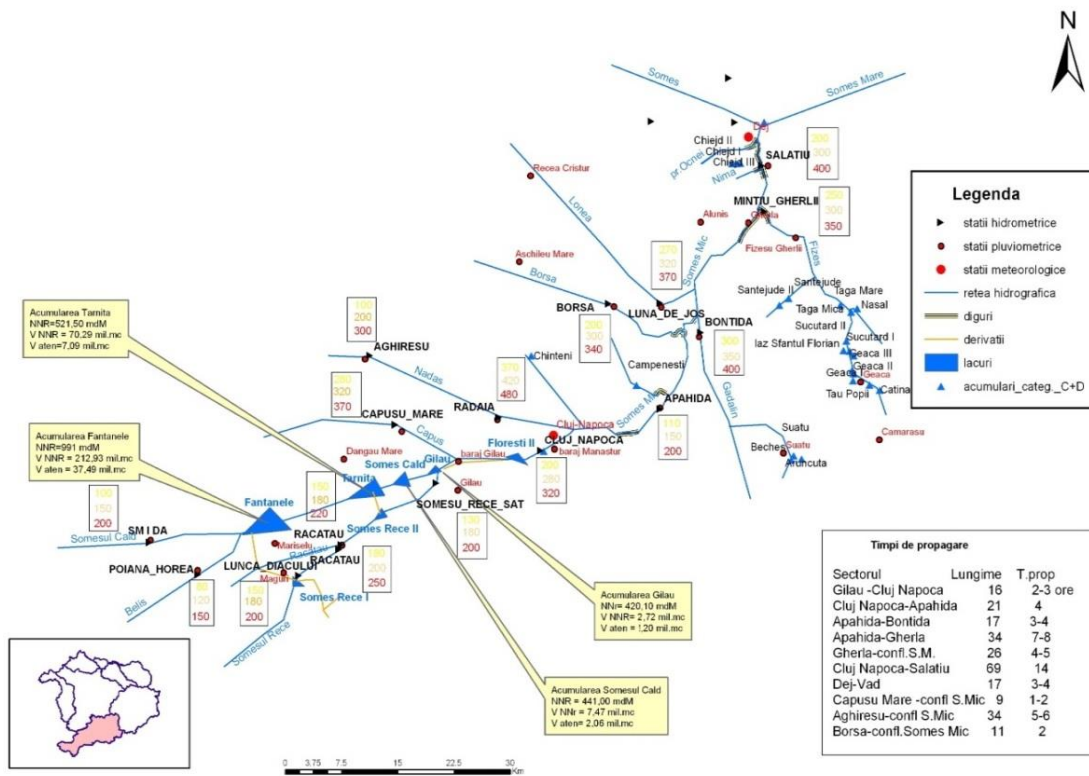 N
Somes
Somes Mare
Dej
Chiejd II
Chiejd I
Chiejd III
pr.Ocnei
Nima
SALATIU
200
300
400
Recea Cristur
Lonea
MINTIU_GHERLII
Gherla
Alunis
Fizesu Gherlii
250
300
350
Legenda
statii hidrometrice
statii pluviometrice
statii meteorologice
retea hidrografica
diguri
derivatii
lacuri
acumulari_categ._C+D
Aschileu Mare
Borsa
Somes Mic
270
320
370
Fizes
Santejude II
Santejude
Taga Mare
Taga Mica
Nasal
Sucutard II
Sucutard I
Iaz Sfantul Florian
Geaca III
Geaca II
Geaca I
Geaca
Tau Popii
Catina
Camarasu
BORSA
LUNA_DE_JOS
BONTIDA
200
300
340
300
350
400
Acumularea Tarnita
NNR=521,50 mdM
V NNR = 70,29 mil.mc
V aten=7,09 mil.mc
100
200
300
AGHIRESU
Nadas
370
420
480
Chinteni
Campenesti
Somes Mic
Gadalin
Suatu
Beches
Suatu
Aruncuta
APAHIDA
110
150
200
320
370
RADAIA
CAPUSU_MARE
Capus
Cluj-Napoca
CLUJ_NAPOCA
baraj Manastur
Floresti II
300
280
320
Acumularea Fantanele
NNR=991 mdM
V NNR = 212,93 mil.mc
V aten = 37,49 mil.mc
Dangau Mare
Gilau
baraj Gilau
Somes Cald
Tarnita
Gilau
SOMESU_RECE_SAT
180
200
150
180
220
Fantanele
100
150
200
SMIDA
Somesul Cald
Somes Rece II
RACATAU
Mariselu
Racatau
RACATAU
LUNCA_DIACULUI
Magura
POIANA_HOREA
Belis
120
150
150
180
200
Somes Rece I
Somesul Rece
180
200
250
Acumularea Gilau
NNr= 420,10 mdM
V NNR= 2,72 mil.mc
V aten = 1,20 mil.mc
Acumularea Somesul Cald
NNR = 441,00 mdM
V NNr = 7,47 mil.mc
V aten= 2,06 mil.mc
Timpi de propagare
Sectorul Lungime T.prop
Gilau -Cluj Napoca 16 2-3 ore
Cluj Napoca-Apahida 21 4
Apahida-Bontida 17 3-4
Apahida-Gherla 34 7-8
Gherla-confl.S.M. 26 4-5
Cluj Napoca-Salatiu 69 14
Dej-Vad 17 3-4
Capusu Mare -confl S.Mic 9 1-2
Aghiresu-confl S.Mic 34 5-6
Borsa-confl.Somes Mic 11 2
0 3.75 7.5 15 22.5 30
Km